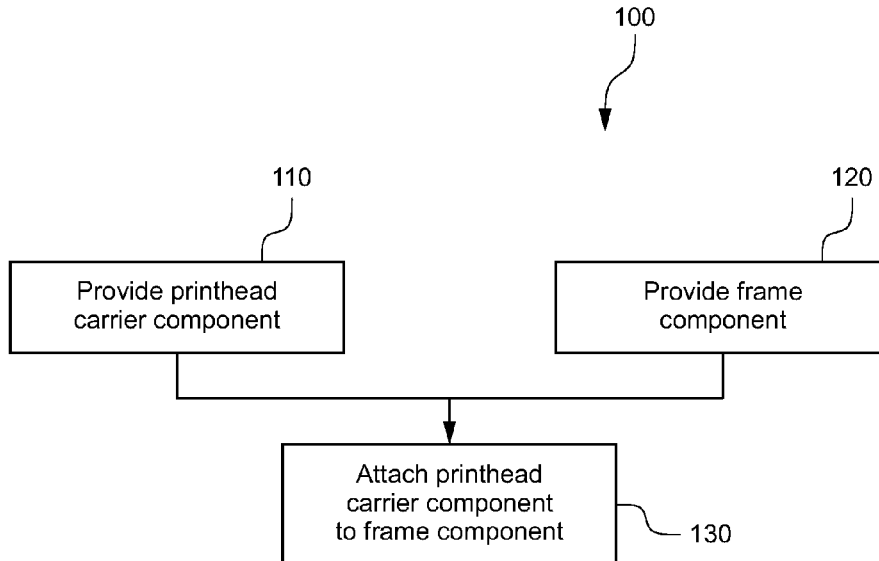 100
110
120
Provide printhead
carrier component
Provide frame
component
Attach printhead
carrier component
to frame component
130